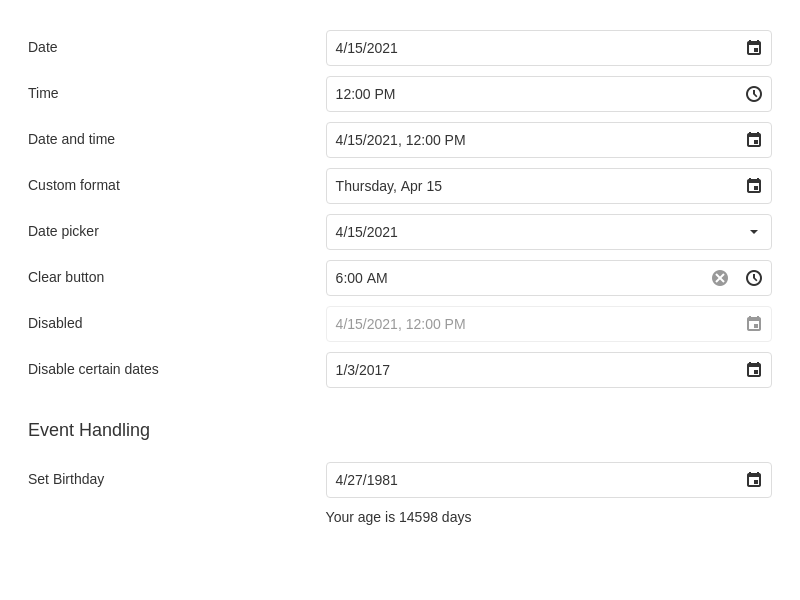 Date
4/15/2021
Time
12:00 PM
Date and time
4/15/2021, 12:00 PM
Custom format
Thursday, Apr 15
Date picker
4/15/2021
Clear button
6:00 AM
Disabled
4/15/2021, 12:00 PM
Disable certain dates
1/3/2017
Event Handling
Set Birthday
4/27/1981
Your age is 14598 days